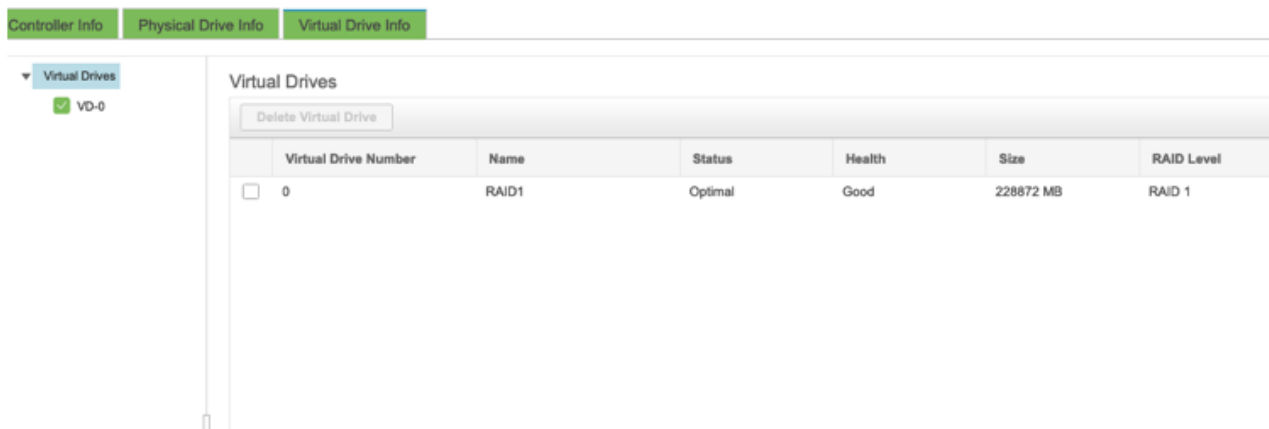 Controller Info Physical Drive Info Virtual Drive Info
Virtual Drives
VD-0
Virtual Drives
Delete Virtual Drive
Virtual Drive Number Name Status Health Size RAID Level
0 RAID1 Optimal Good 228872 MB RAID 1